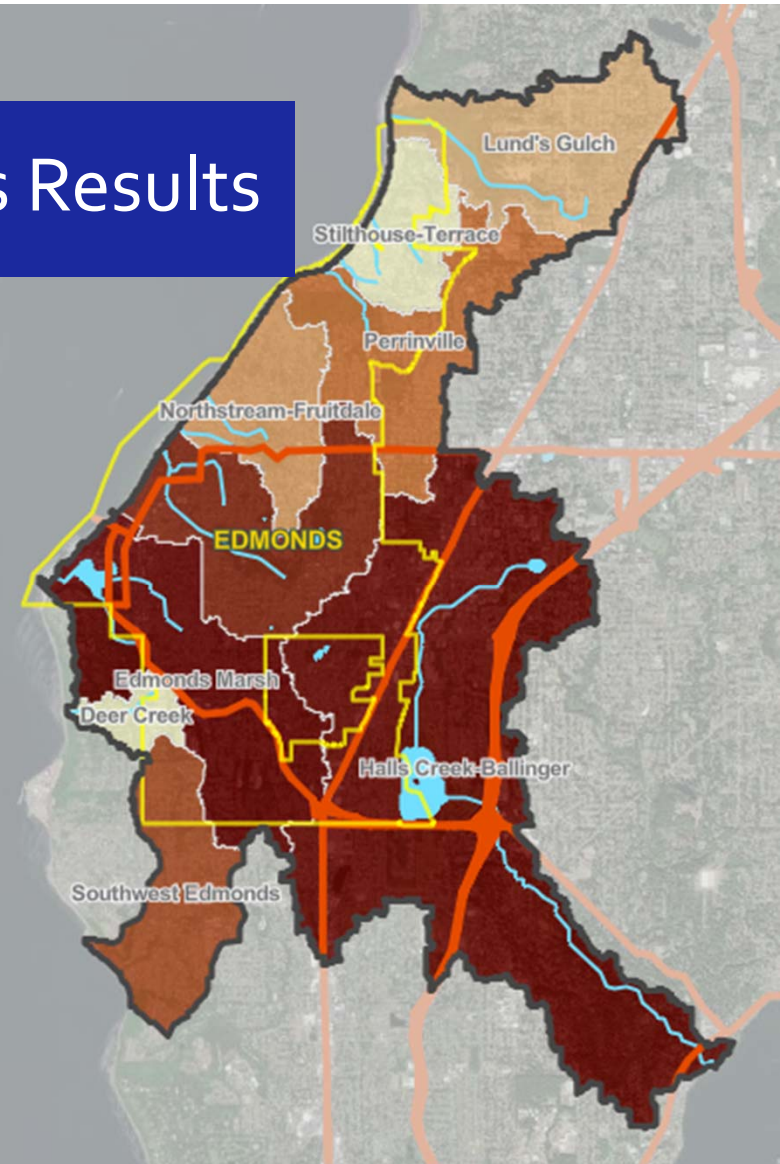 s Results
Lund's Gulch
Stilthouse-Terrace
Perrinville
Northstream-Fruitdale
EDMONDS
Edmonds Marsh
Deer Creek
Halls Creek-Ballinger
Southwest Edmonds